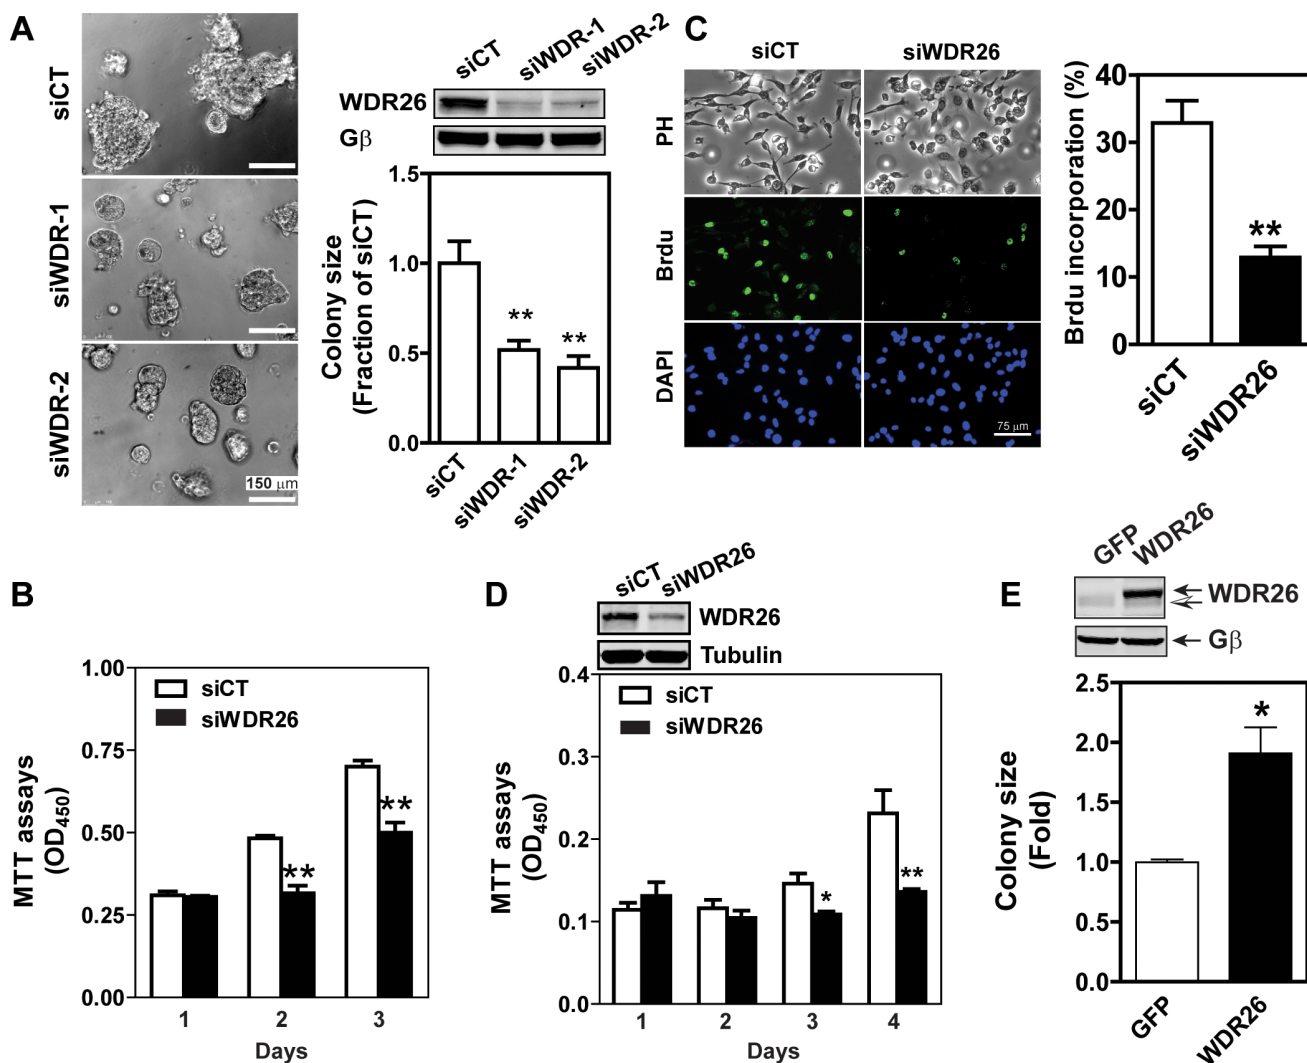 A
siCT
siWDR-1
siWDR-2
150 μm
siCT
siWDR-1
siWDR-2
WDR26
Gβ
Colony size
(Fraction of siCT)
1.5
1.0
0.5
0.0
**
**
siCT
siWDR-1
siWDR-2
C
siCT
siWDR26
PH
Brdu
DAPI
75 μm
Brdu incorporation (%)
40
30
20
10
0
**
siCT
siWDR26
B
siCT
siWDR26
MTT assays
(OD450)
1.00
0.75
0.50
0.25
0.00
**
**
1 2 3
Days
D
siCT
siWDR26
WDR26
Tubulin
siCT
siWDR26
MTT assays
(OD450)
0.4
0.3
0.2
0.1
0.0
*
**
1 2 3 4
Days
E
GFP
WDR26
WDR26
Gβ
Colony size
(Fold)
2.5
2.0
1.5
1.0
0.5
0.0
*
GFP
WDR26